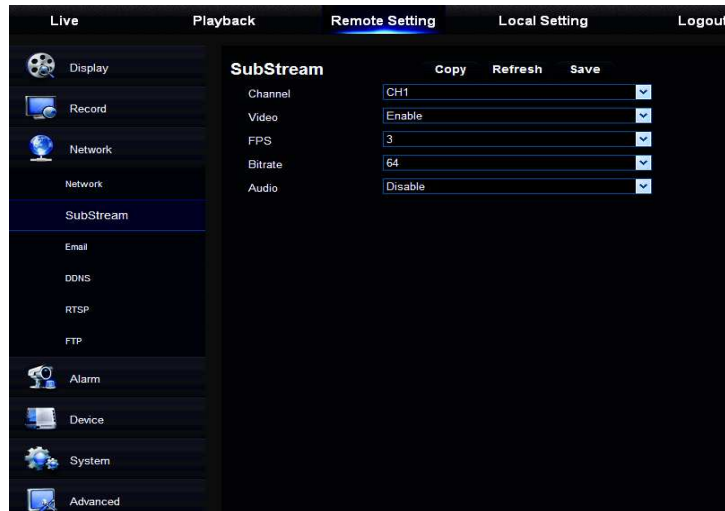 Live Playback Remote Setting Local Setting Logout
Display
Record
Network
Network
SubStream
Email
DDNS
RTSP
FTP
Alarm
Device
System
Advanced
SubStream Copy Refresh Save
Channel CH1
Video Enable
FPS 3
Bitrate 64
Audio Disable